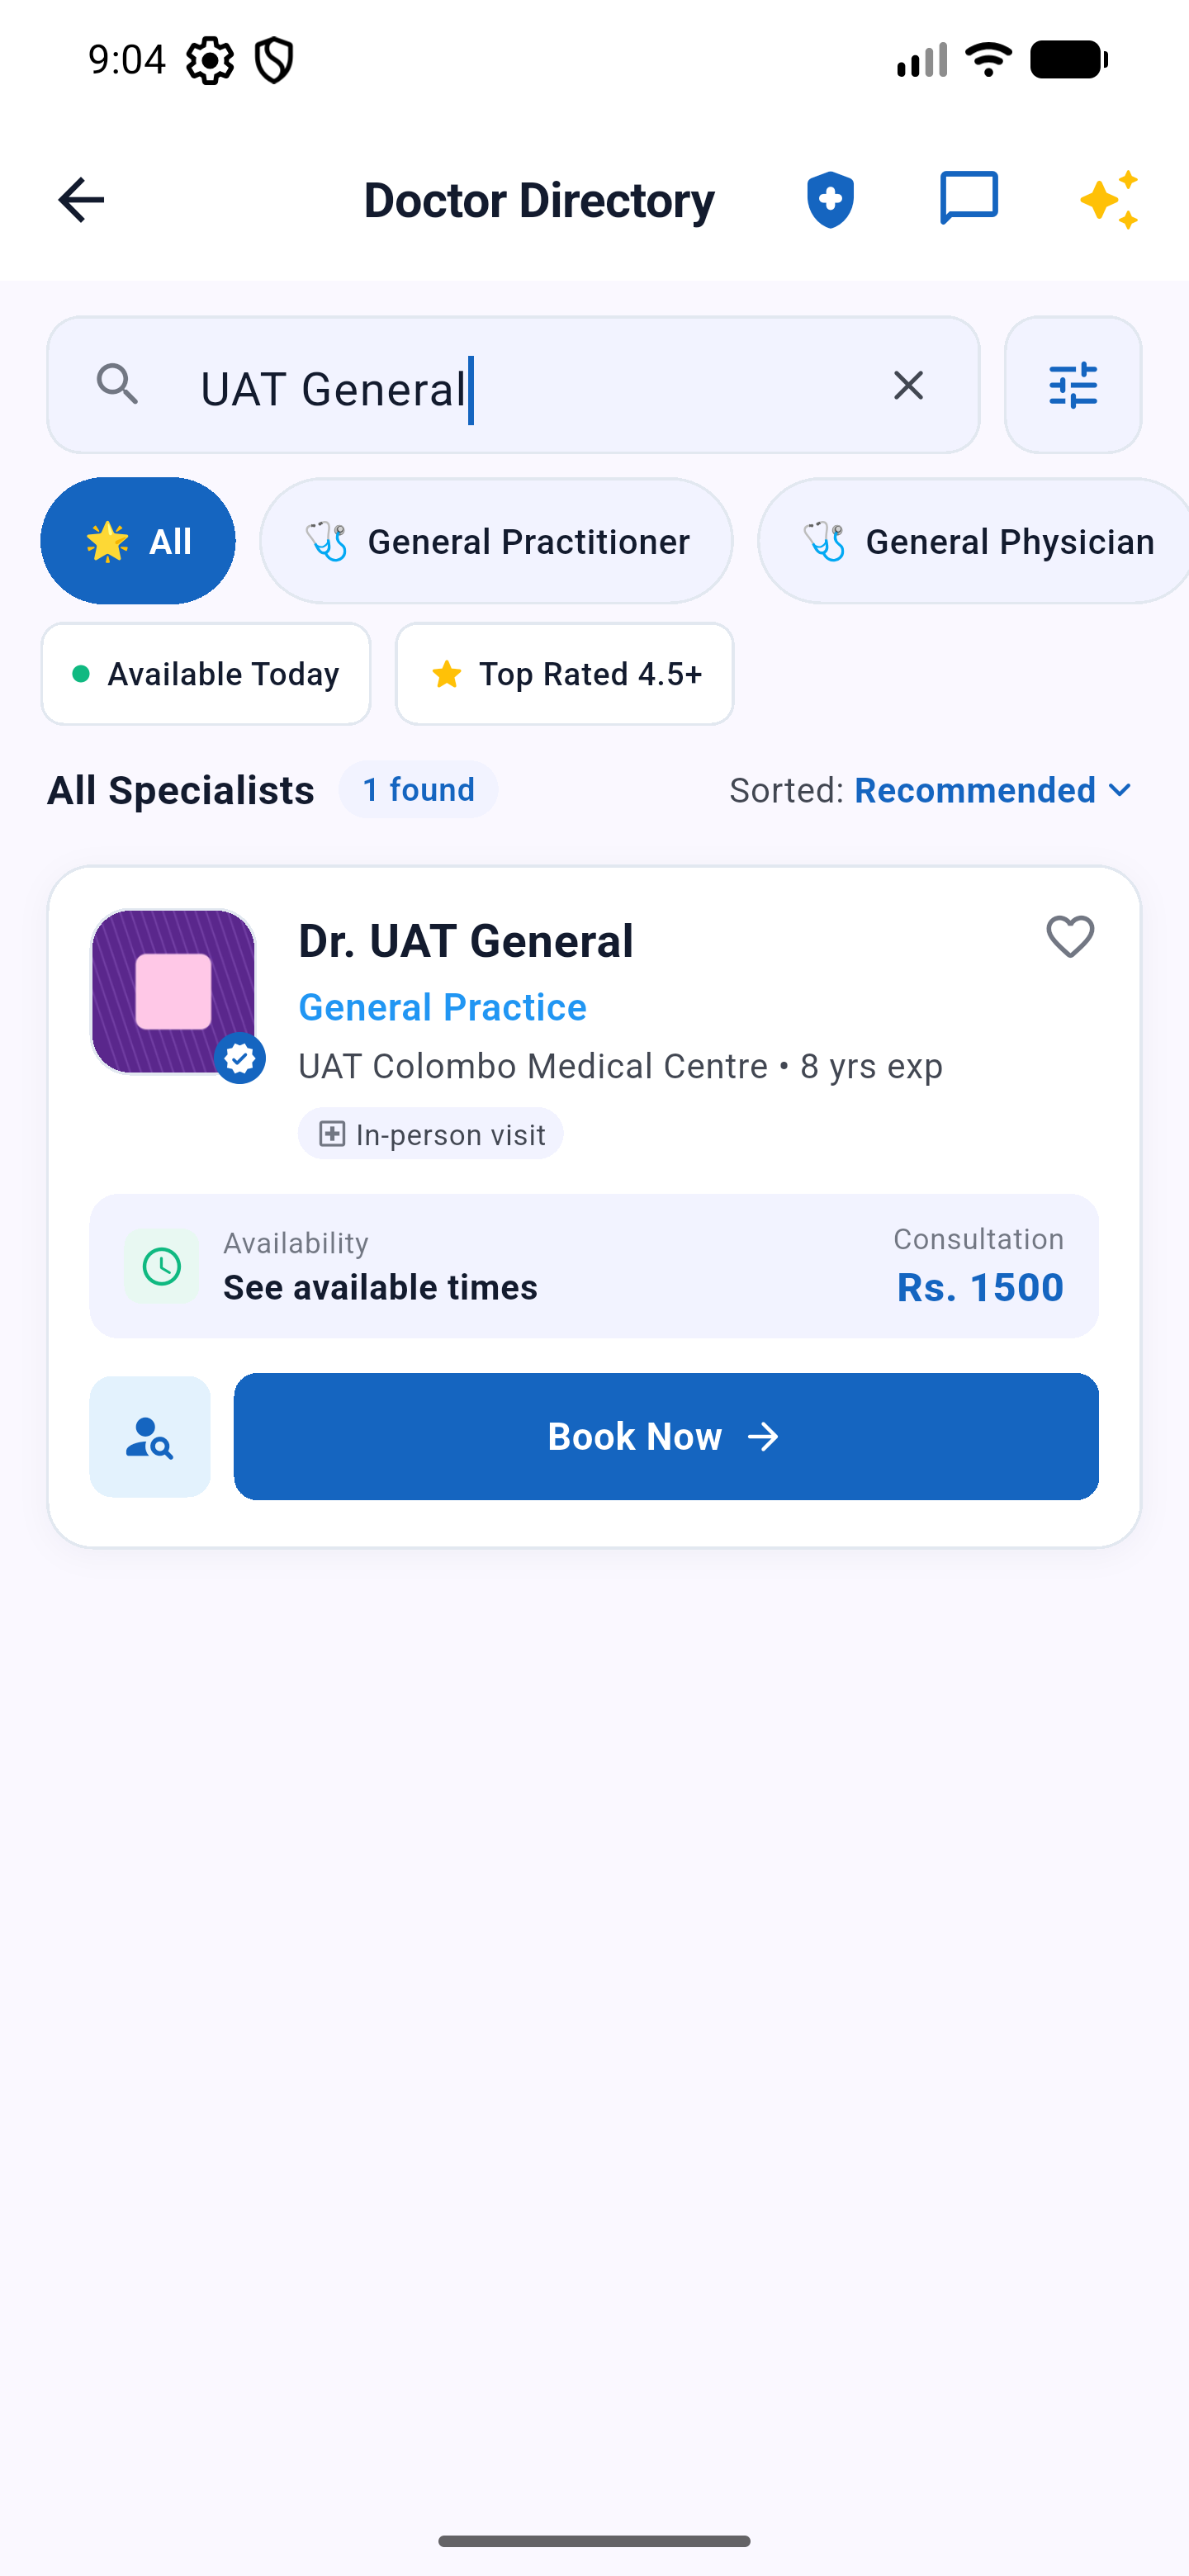 9:04
Doctor Directory
UAT General
All
General Practitioner
General Physician
Available Today
Top Rated 4.5+
All Specialists
1 found
Sorted: Recommended
Dr. UAT General
General Practice
UAT Colombo Medical Centre • 8 yrs exp
In-person visit
Availability
See available times
Consultation
Rs. 1500
Book Now